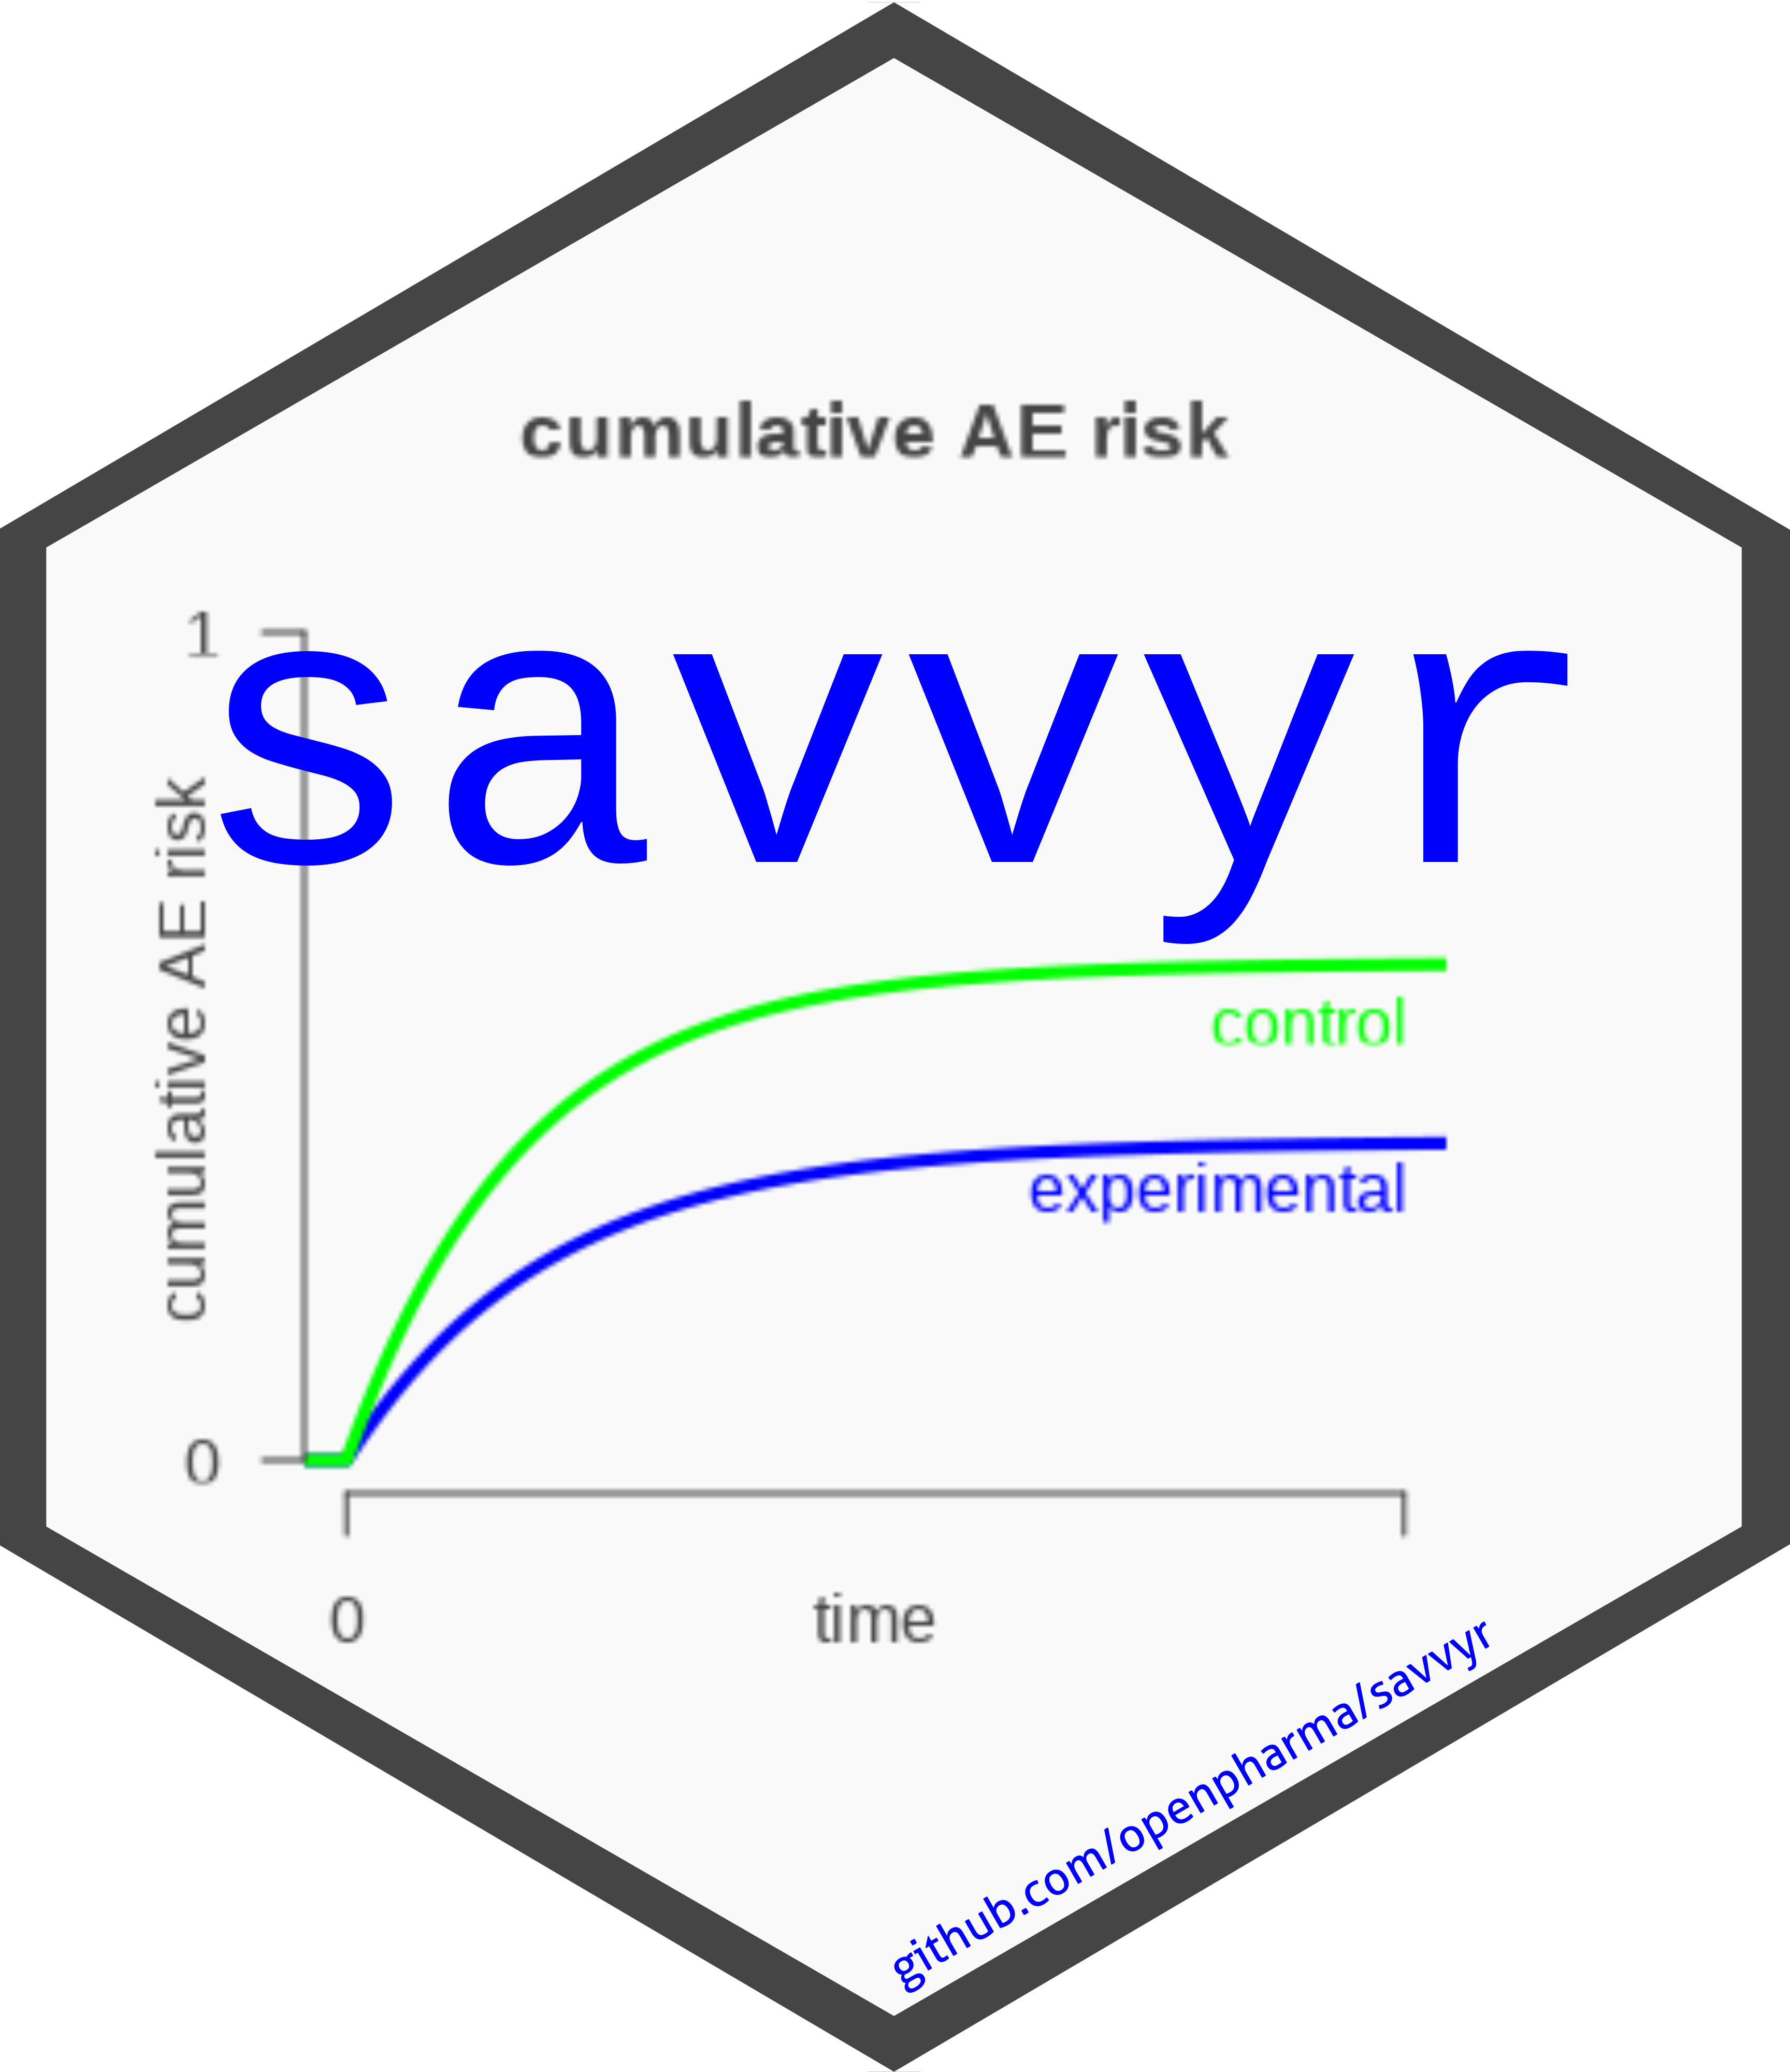 cumulative AE risk
1
savvyr
cumulative AE risk
control
experimental
0
0
time
github.com/openpharma/savvyr